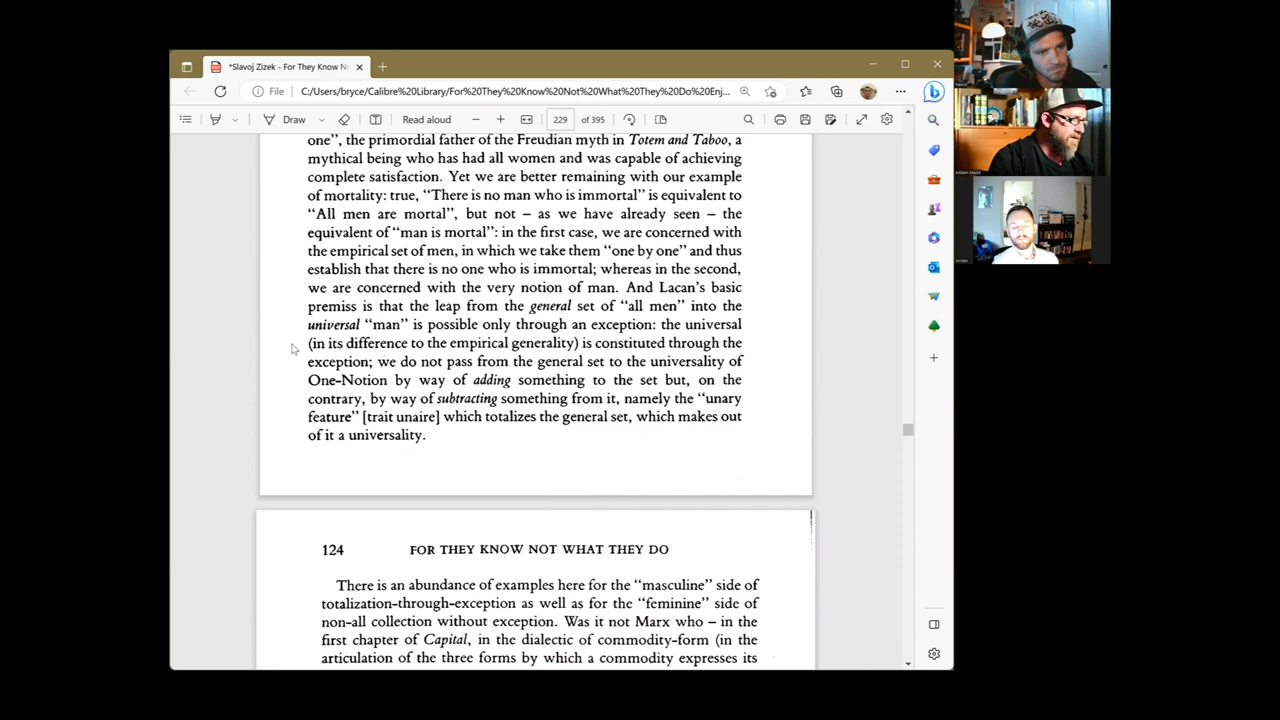 *Slavoj Zizek - For They Know N
File
C:/Users/bryce/Calibre%20Library/For%20They%20Know%20Not%20What%20They%20Do%20Enj...
Draw
Read aloud
229 of 395
one”, the primordial father of the Freudian myth in Totem and Taboo, a
mythical being who has had all women and was capable of achieving
complete satisfaction. Yet we are better remaining with our example
of mortality: true, “There is no man who is immortal” is equivalent to
“All men are mortal”, but not – as we have already seen – the
equivalent of “man is mortal”: in the first case, we are concerned with
the empirical set of men, in which we take them “one by one” and thus
establish that there is no one who is immortal; whereas in the second,
we are concerned with the very notion of man. And Lacan’s basic
premiss is that the leap from the general set of “all men” into the
universal “man” is possible only through an exception: the universal
(in its difference to the empirical generality) is constituted through the
exception; we do not pass from the general set to the universality of
One-Notion by way of adding something to the set but, on the
contrary, by way of subtracting something from it, namely the “unary
feature” [trait unaire] which totalizes the general set, which makes out
of it a universality.
124 FOR THEY KNOW NOT WHAT THEY DO
There is an abundance of examples here for the “masculine” side of
totalization-through-exception as well as for the “feminine” side of
non-all collection without exception. Was it not Marx who – in the
first chapter of Capital, in the dialectic of commodity-form (in the
articulation of the three forms by which a commodity expresses its
Jordan